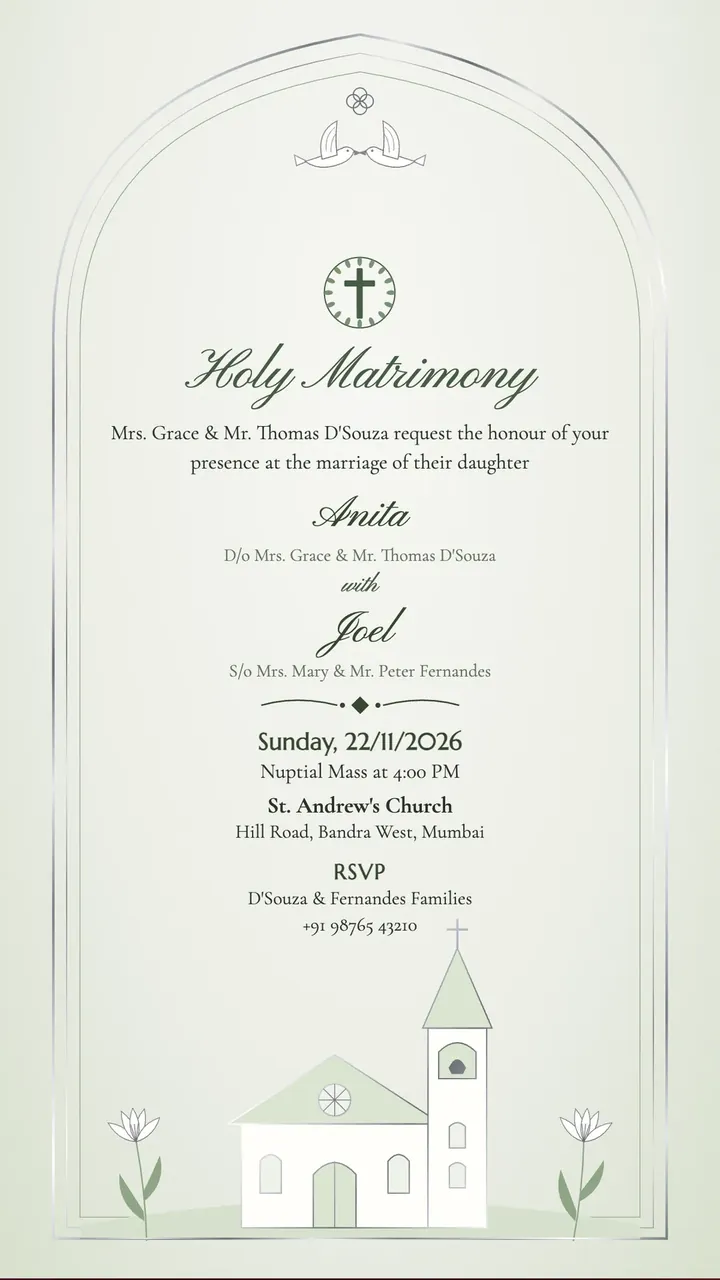 Holy Matrimony
Mrs. Grace & Mr. Thomas D'Souza request the honour of your
presence at the marriage of their daughter
Anita
D/o Mrs. Grace & Mr. Thomas D'Souza
with
Joel
S/o Mrs. Mary & Mr. Peter Fernandes
Sunday, 22/11/2026
Nuptial Mass at 4:00 PM
St. Andrew's Church
Hill Road, Bandra West, Mumbai
RSVP
D'Souza & Fernandes Families
+91 98765 43210